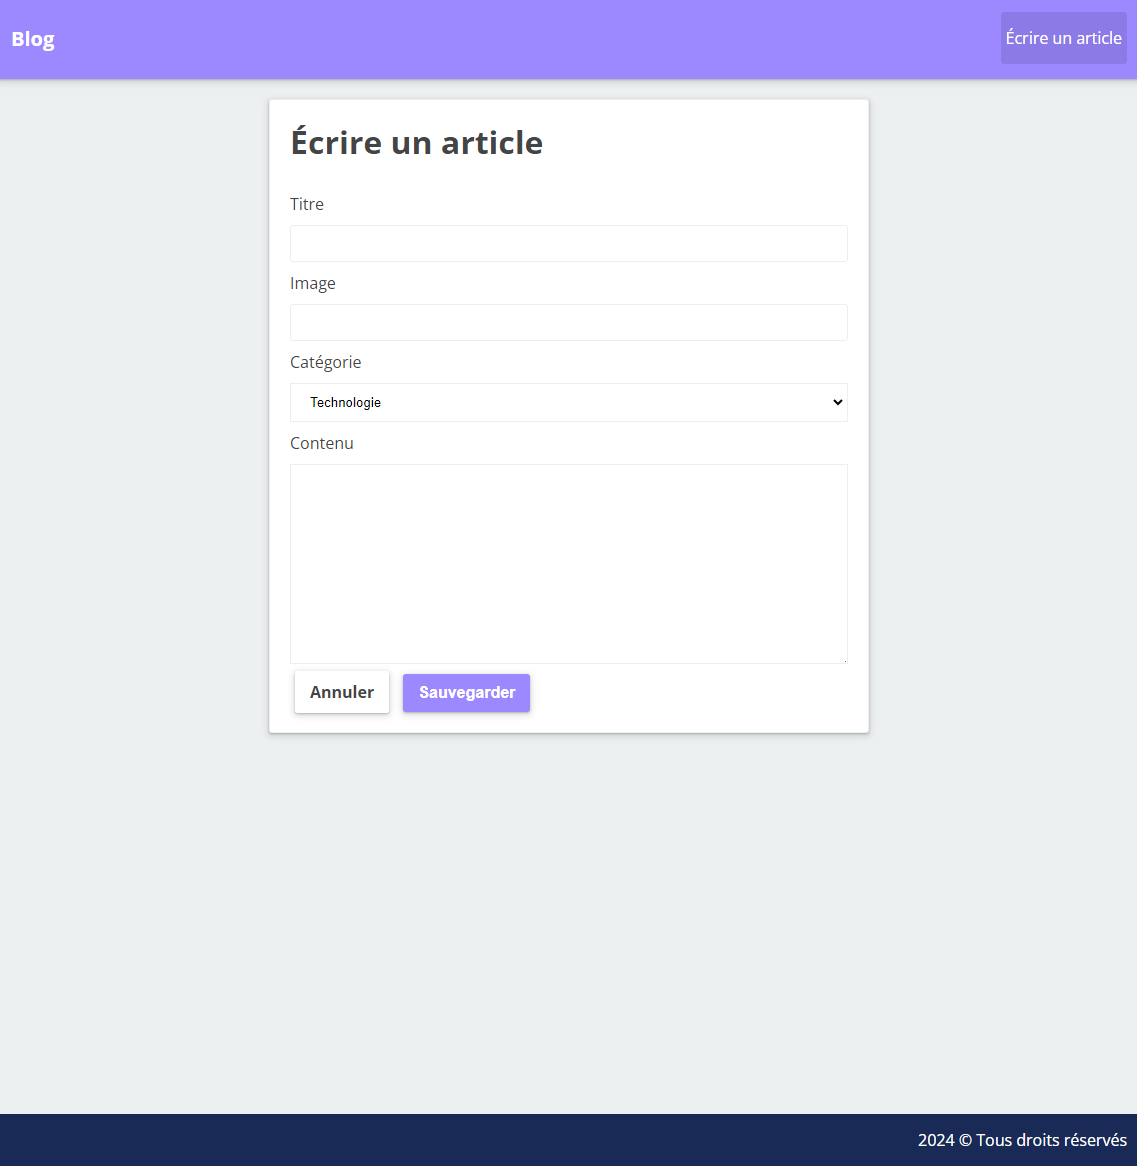 Blog
Écrire un article
Écrire un article
Titre
Image
Catégorie
Technologie
Contenu
Annuler
Sauvegarder
2024 © Tous droits réservés